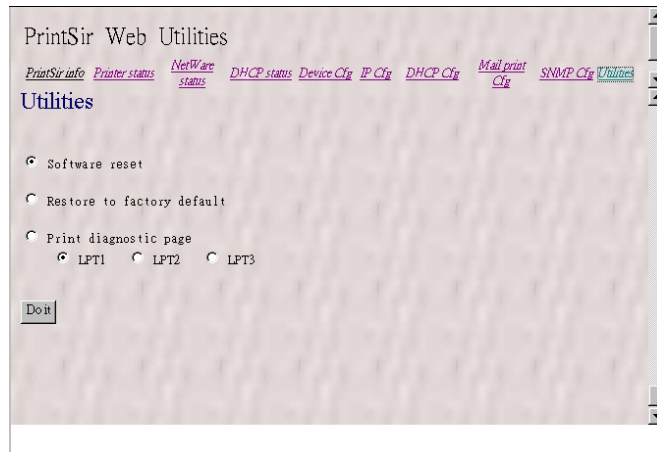 PrintSir Web Utilities
PrintSir info Printer status NetWare status DHCP status Device Cfg IP Cfg DHCP Cfg Mail print Cfg SNMP Cfg Utilities
Utilities
Software reset
Restore to factory default
Print diagnostic page
LPT1 LPT2 LPT3
Do it